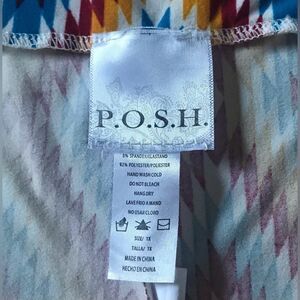 P.O.S.H.
8% SPANDEX/ELASTANO
92% POLYESTER/POLIESTER
HAND WASH COLD
DO NOT BLEACH
HANG DRY
LAVE FRIO A MANO
NO USAR CLORO
SIZE/ 1X
TALLA/ 1X
MADE IN CHINA
HECHO EN CHINA